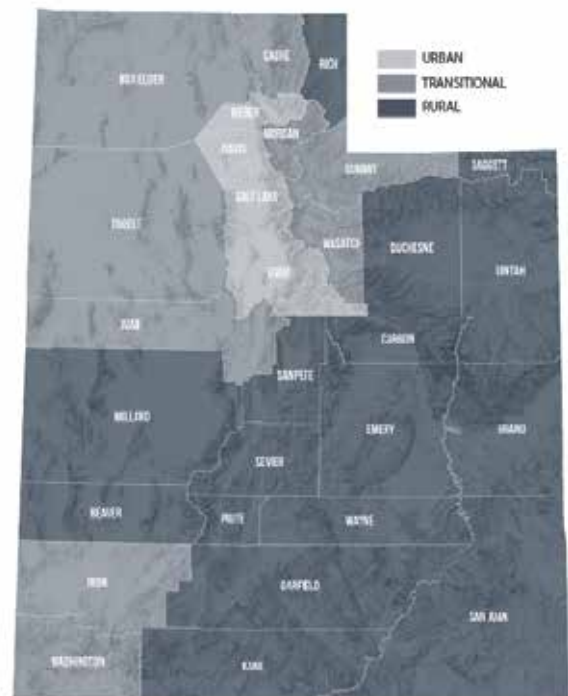 CACHE
RICH
BOX ELDER
URBAN
TRANSITIONAL
RURAL
WEBER
MORGAN
DAVIS
SUMMIT
DAGGETT
SALT LAKE
TOOELE
WASATCH
DUCHESNE
UINTAH
UTAH
JUAB
CARBON
SANPETE
MILLARD
EMERY
GRAND
SEVIER
BEAVER
PIUTE
WAYNE
IRON
GARFIELD
SAN JUAN
WASHINGTON
KANE